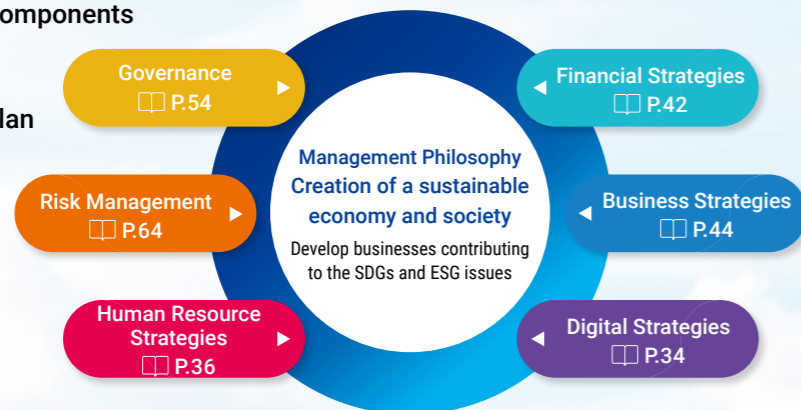 omponents
lan
Governance
P.54
Risk Management
P.64
Human Resource
Strategies
P.36
Management Philosophy
Creation of a sustainable
economy and society
Develop businesses contributing
to the SDGs and ESG issues
Financial Strategies
P.42
Business Strategies
P.44
Digital Strategies
P.34